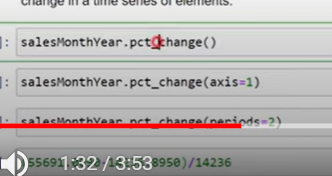 change in a time series of elements.
]: salesMonthYear.pct_change()
]: salesMonthYear.pct_change(axis=1)
]: salesMonthYear.pct_change(periods=2)
1:32 / 3:53
8950)/14236